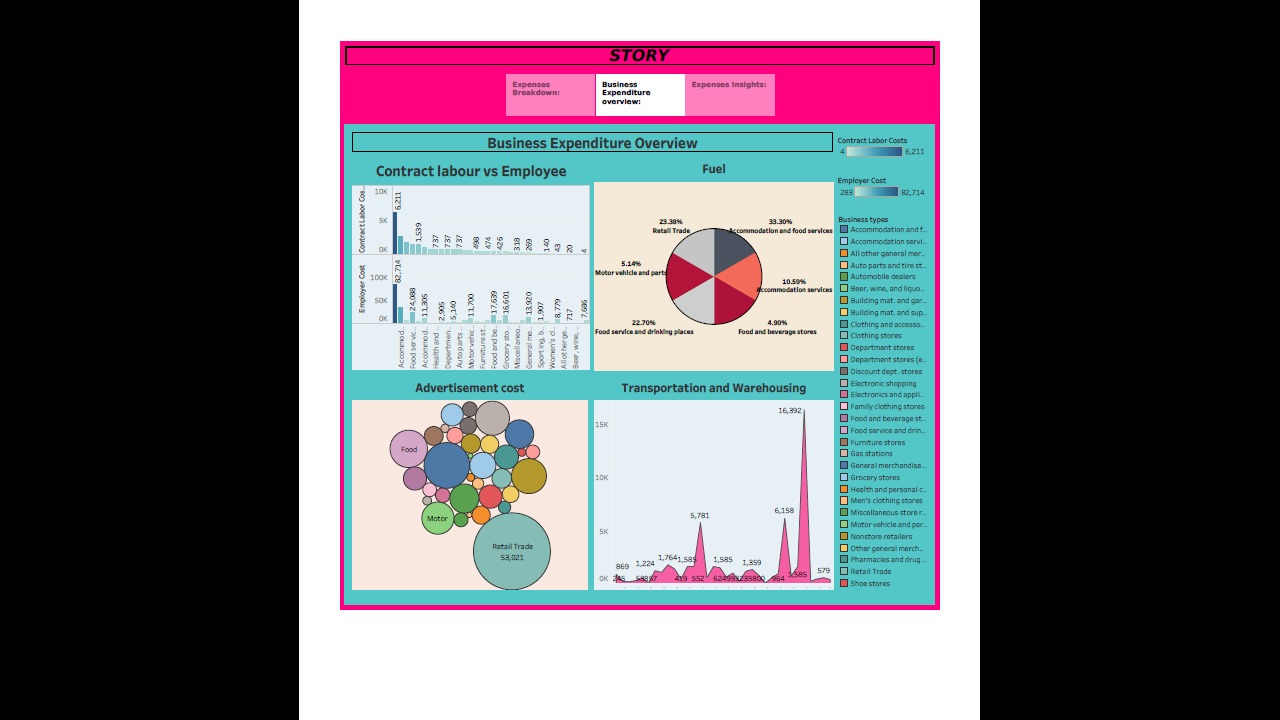 STORY
Expenses
Breakdown:
Business
Expenditure
overview:
Expenses Insights:
Business Expenditure Overview
Contract labour vs Employee
Contract Labor Cos..
10K
5K
0K
6,211
1,539
737
737
737
498
474
426
318
269
140
43
20
4
Employer Cost
100K
50K
0K
82,714
24,088
11,305
2,905
5,140
11,700
17,639
16,601
13,920
1,907
8,779
717
7,686
Accommod..
Food servic..
Accommod..
Health and ..
Departmen..
Auto parts ..
Motor vehic..
Furniture st..
Food and be..
Grocery sto..
Miscellaneo..
General me..
Sporting, b..
Women's cl..
All other ge..
Beer, wine, ..
Fuel
23.38%
Retail Trade
33.30%
Accommodation and food services
5.14%
Motor vehicle and parts
10.59%
Accommodation services
22.70%
Food service and drinking places
4.90%
Food and beverage stores
Advertisement cost
Food
Motor
Retail Trade
53,021
Transportation and Warehousing
15K
10K
5K
0K
869
1,224
1,764
1,585
5,781
1,585
1,359
6,158
16,392
1,585
579
419
552
964
Contract Labor Costs
4
6,211
Employer Cost
283
82,714
Business types
Accommodation and f..
Accommodation servi..
All other general mer..
Auto parts and tire st..
Automobile dealers
Beer, wine, and liquo..
Building mat. and gar..
Building mat. and sup..
Clothing and accesso..
Clothing stores
Department stores
Department stores (e..
Discount dept. stores
Electronic shopping
Electronics and appli..
Family clothing stores
Food and beverage st..
Food service and drin..
Furniture stores
Gas stations
General merchandise ..
Grocery stores
Health and personal c..
Men's clothing stores
Miscellaneous store r..
Motor vehicle and par..
Nonstore retailers
Other general merch..
Pharmacies and drug ..
Retail Trade
Shoe stores